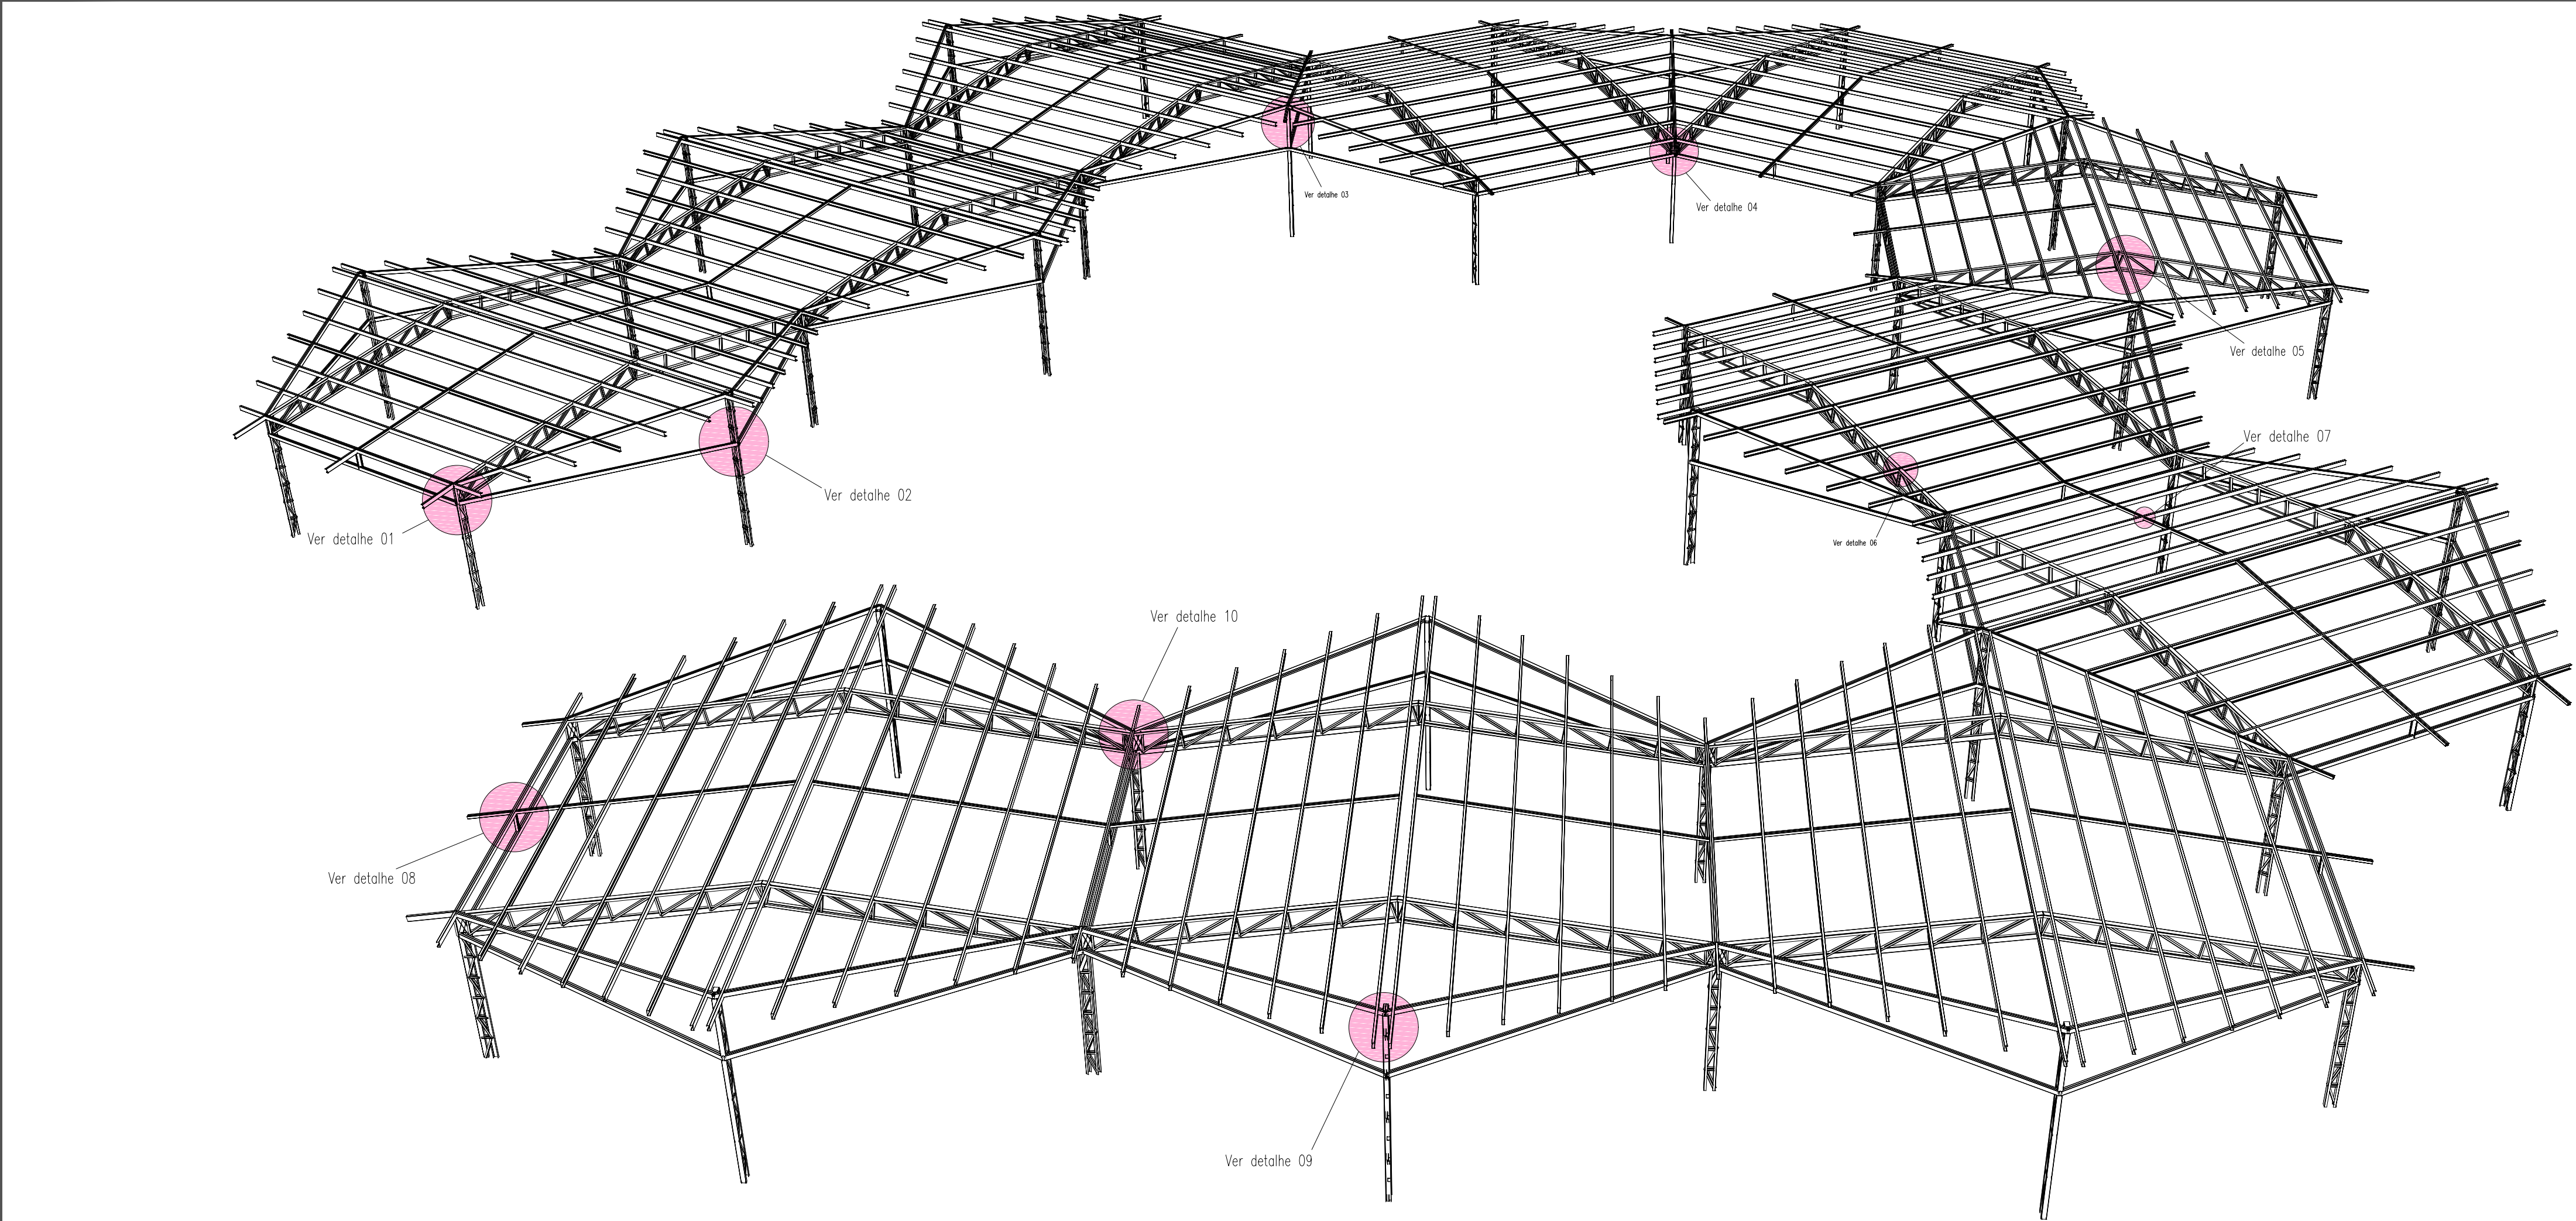 Ver detalhe 03
Ver detalhe 04
Ver detalhe 05
Ver detalhe 07
Ver detalhe 02
Ver detalhe 01
Ver detalhe 06
Ver detalhe 10
Ver detalhe 08
Ver detalhe 09